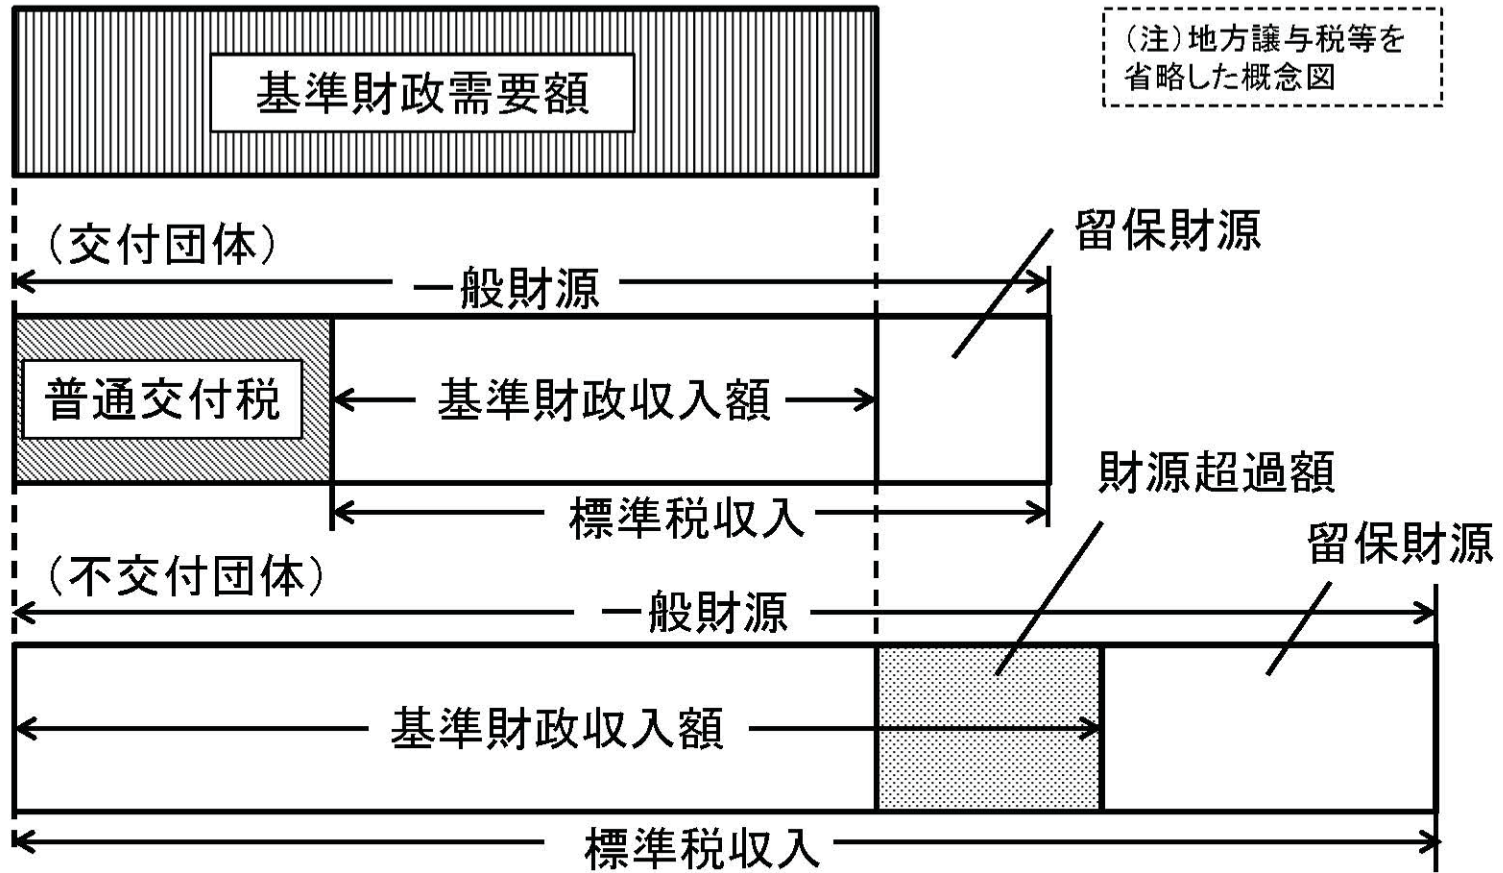 基準財政需要額
（注）地方譲与税等を
省略した概念図
（交付団体）
留保財源
一般財源
普通交付税
基準財政収入額
財源超過額
標準税収入
留保財源
（不交付団体）
一般財源
基準財政収入額
標準税収入